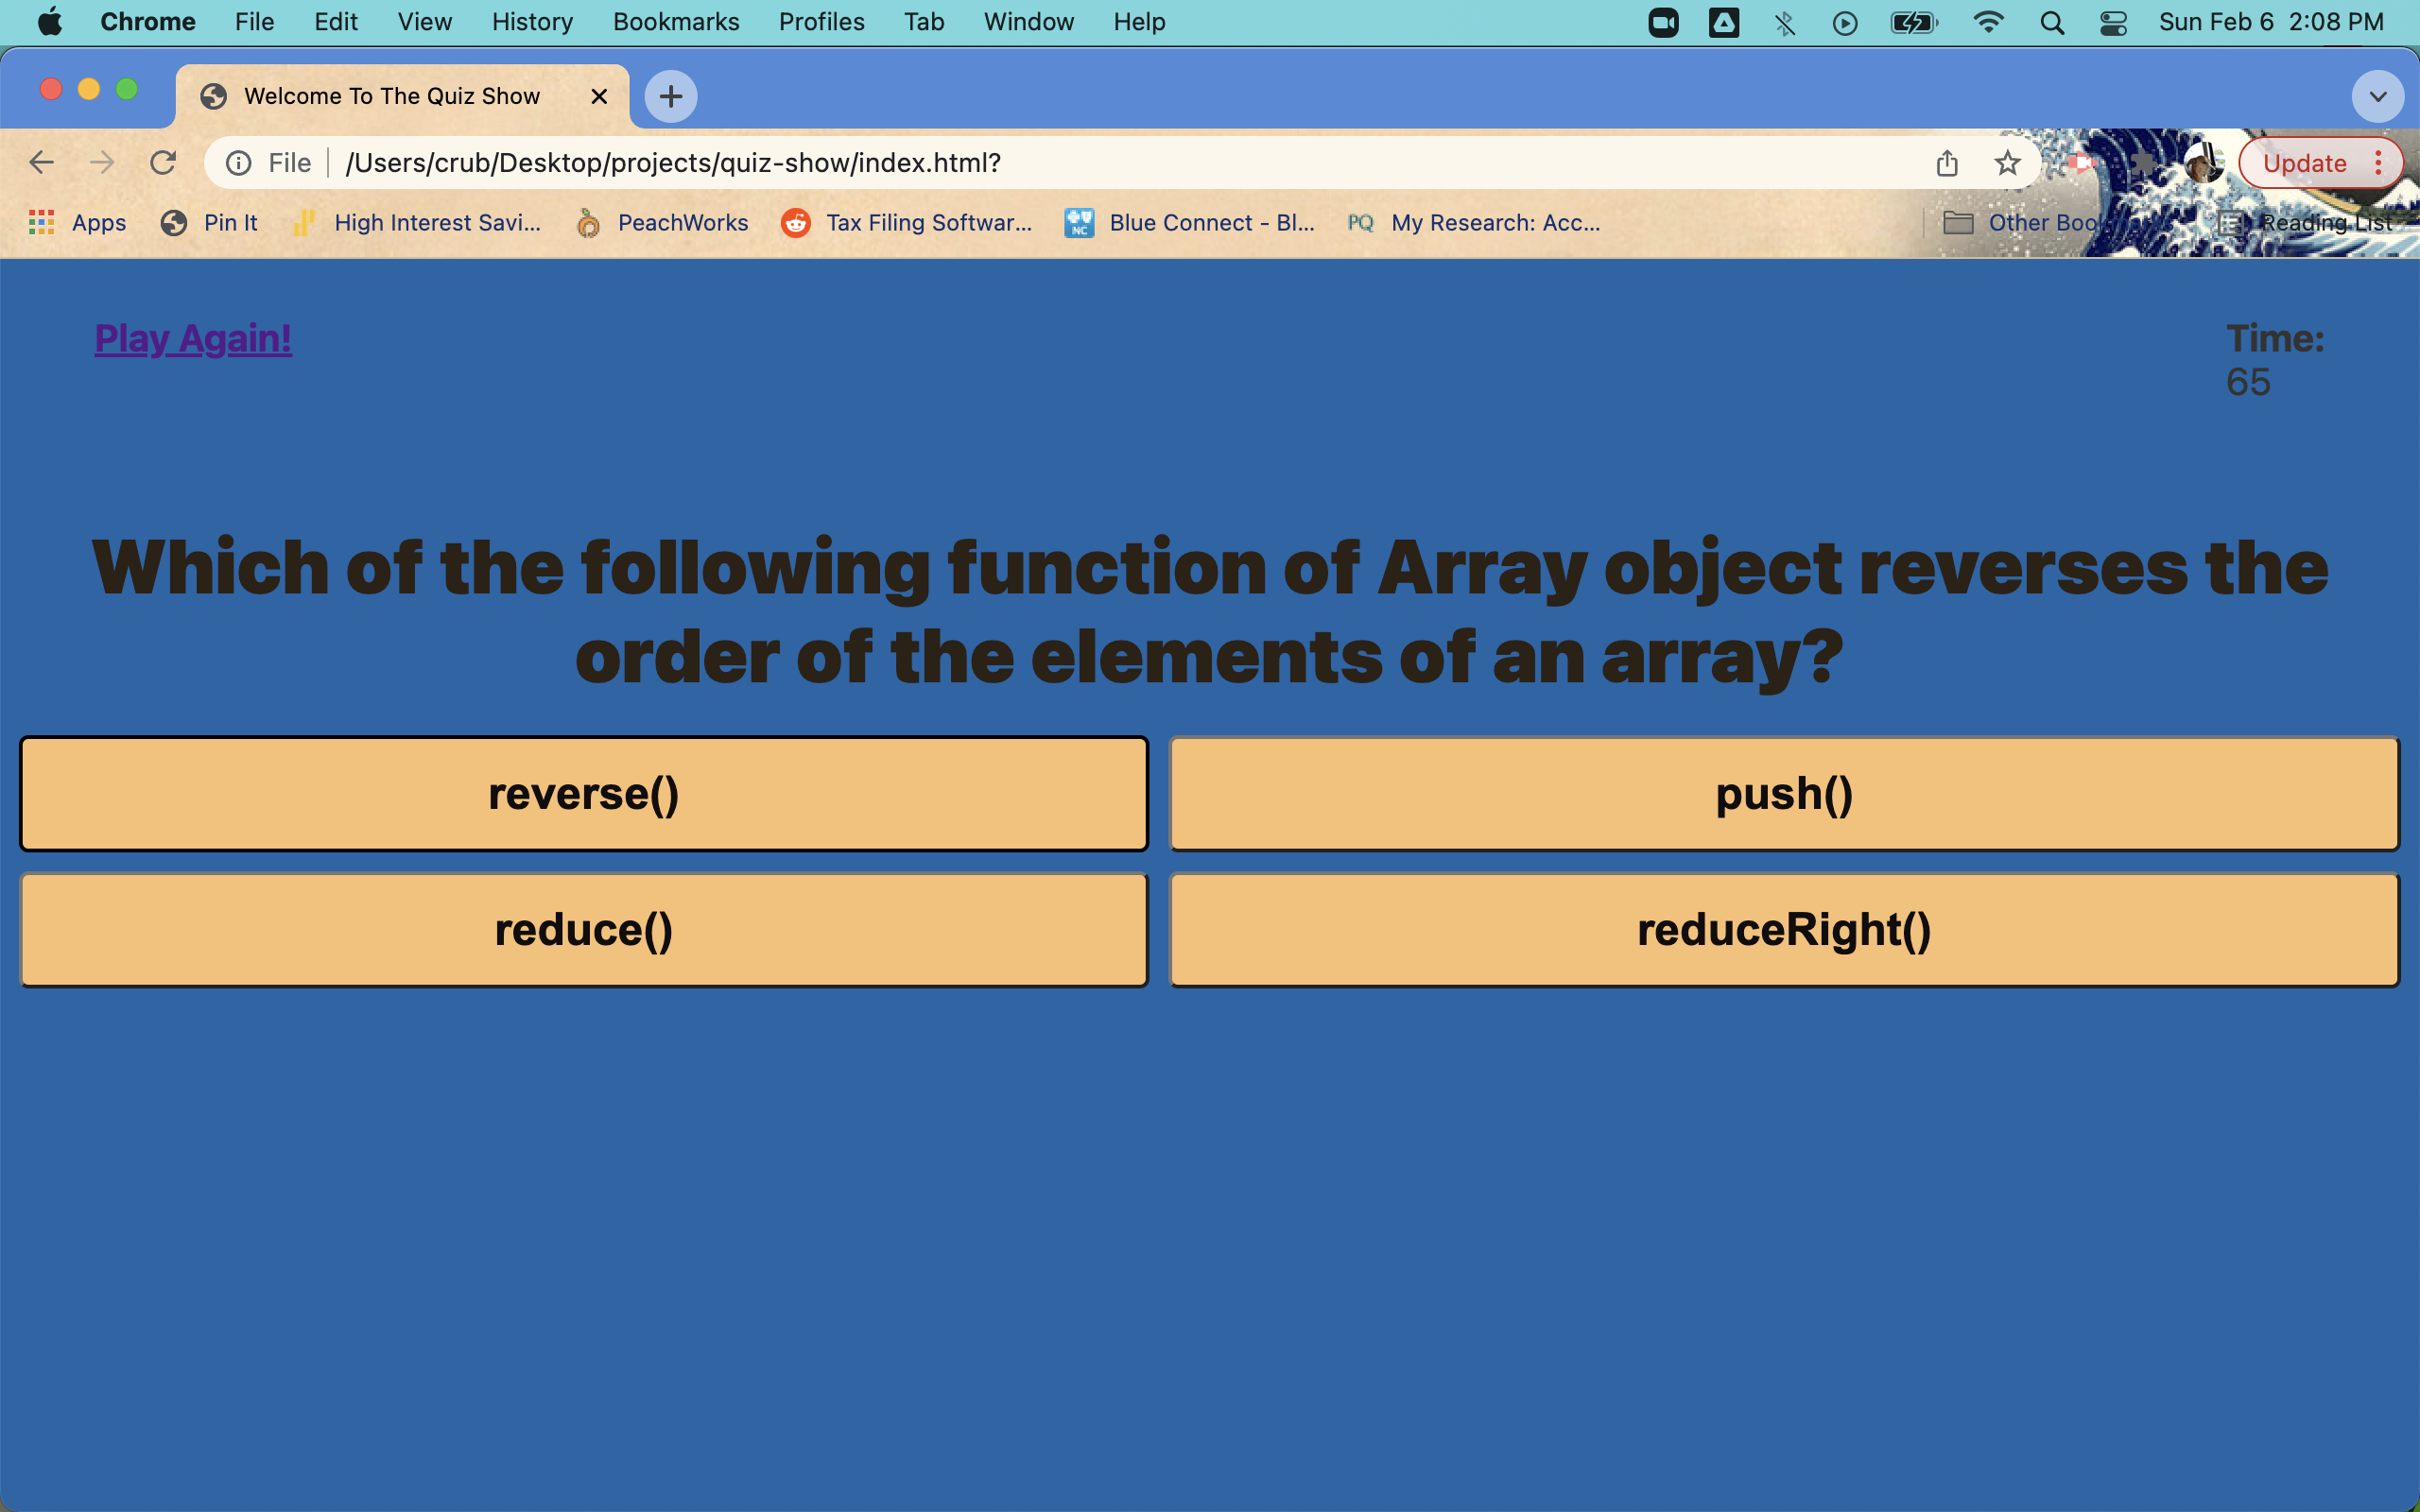 Chrome File Edit View History Bookmarks Profiles Tab Window Help Sun Feb 6 2:08 PM
Welcome To The Quiz Show
File /Users/crub/Desktop/projects/quiz-show/index.html? Update
Apps Pin It High Interest Savi... PeachWorks Tax Filing Softwar... NC Blue Connect - Bl... PQ My Research: Acc... Other Reading List
Play Again! Time:
65
Which of the following function of Array object reverses the
order of the elements of an array?
reverse() push()
reduce() reduceRight()